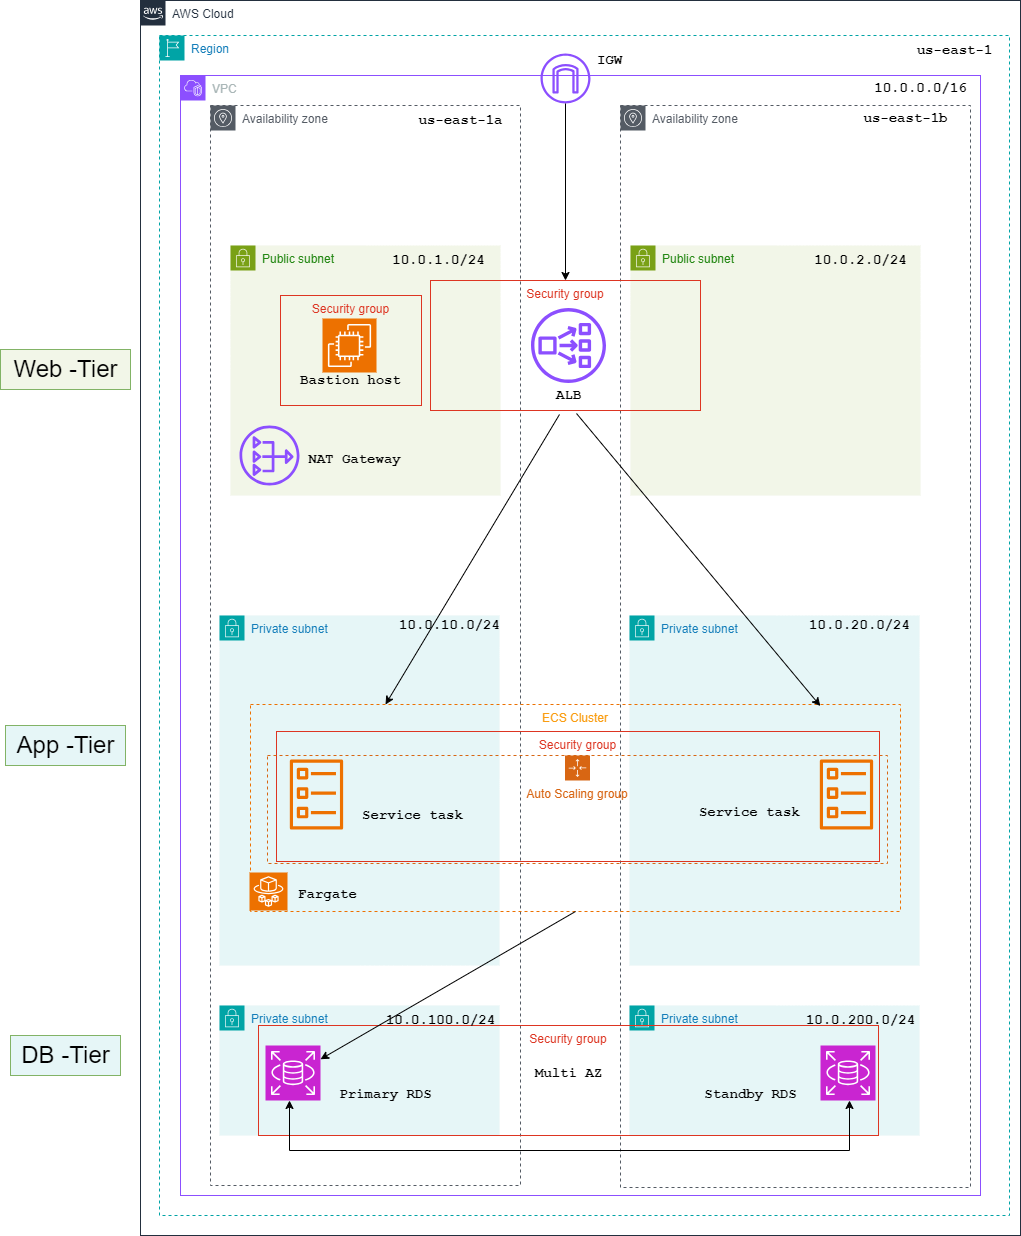 aws
AWS Cloud
Region
us-east-1
IGW
VPC
10.0.0.0/16
Availability zone
us-east-1a
Availability zone
us-east-1b
Public subnet
10.0.1.0/24
Public subnet
10.0.2.0/24
Security group
Security group
Bastion host
ALB
Web -Tier
NAT Gateway
Private subnet
10.0.10.0/24
Private subnet
10.0.20.0/24
ECS Cluster
App -Tier
Security group
Auto Scaling group
Service task
Service task
Fargate
Private subnet
10.0.100.0/24
Private subnet
10.0.200.0/24
Security group
DB -Tier
Multi AZ
Primary RDS
Standby RDS